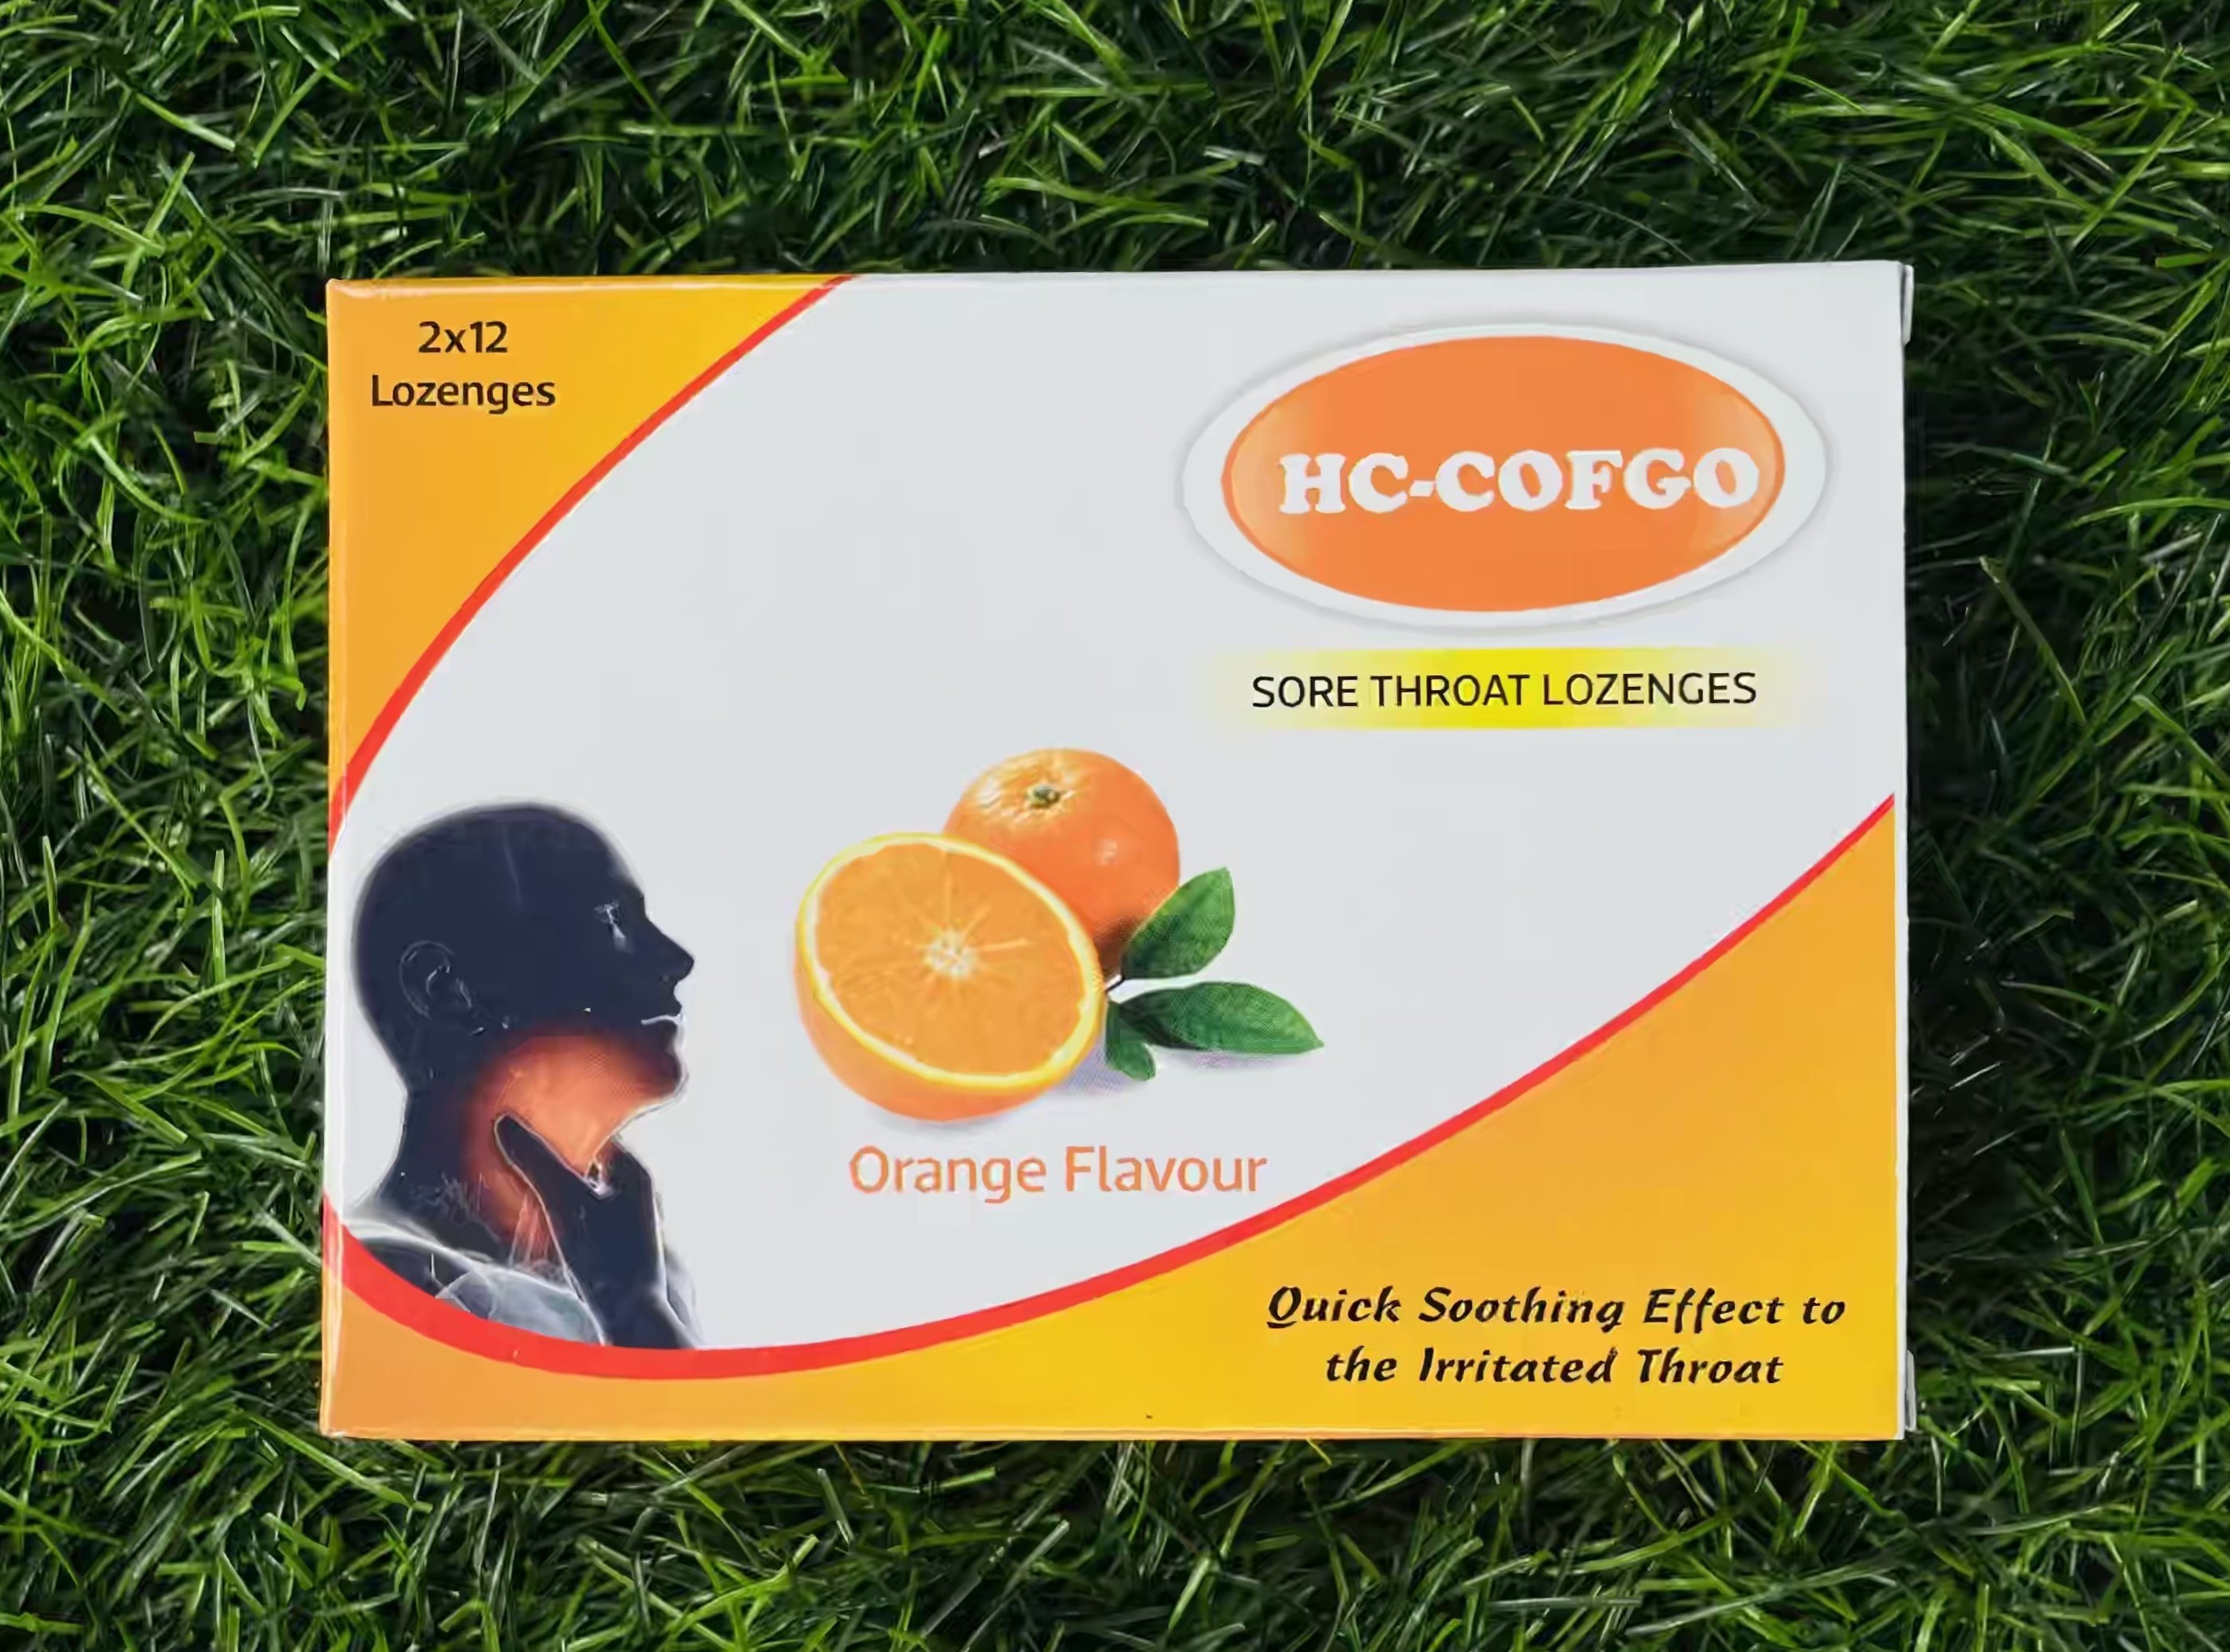 2x12
Lozenges
HC-COFGO
SORE THROAT LOZENGES
Orange Flavour
Quick Soothing Effect to
the Irritated Throat